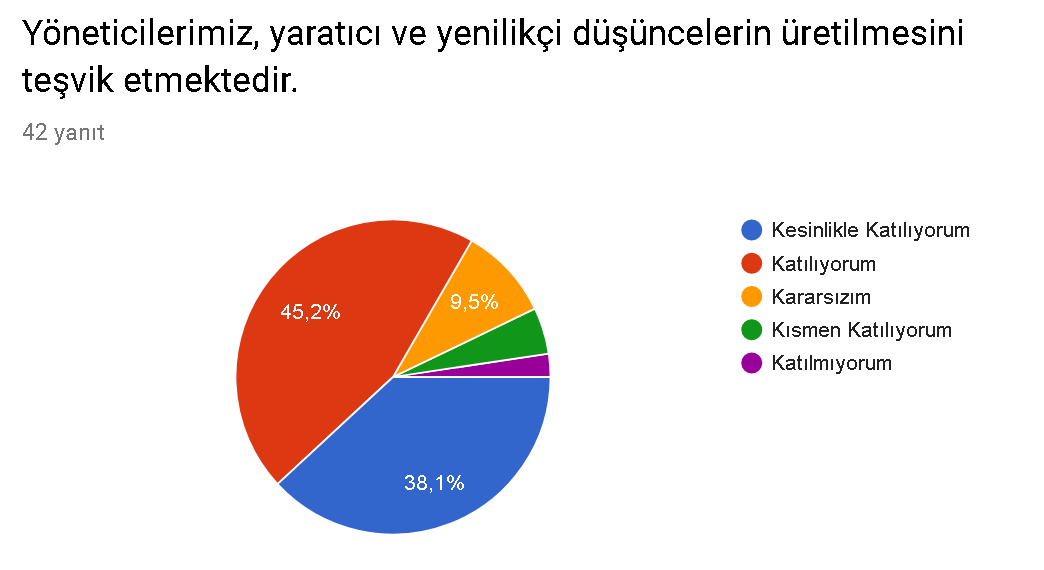 Yöneticilerimiz, yaratıcı ve yenilikçi düşüncelerin üretilmesini
teşvik etmektedir.
42 yanıt
Kesinlikle Katılıyorum
Katılıyorum
Kararsızım
Kısmen Katılıyorum
Katılmıyorum
9,5%
45,2%
38,1%